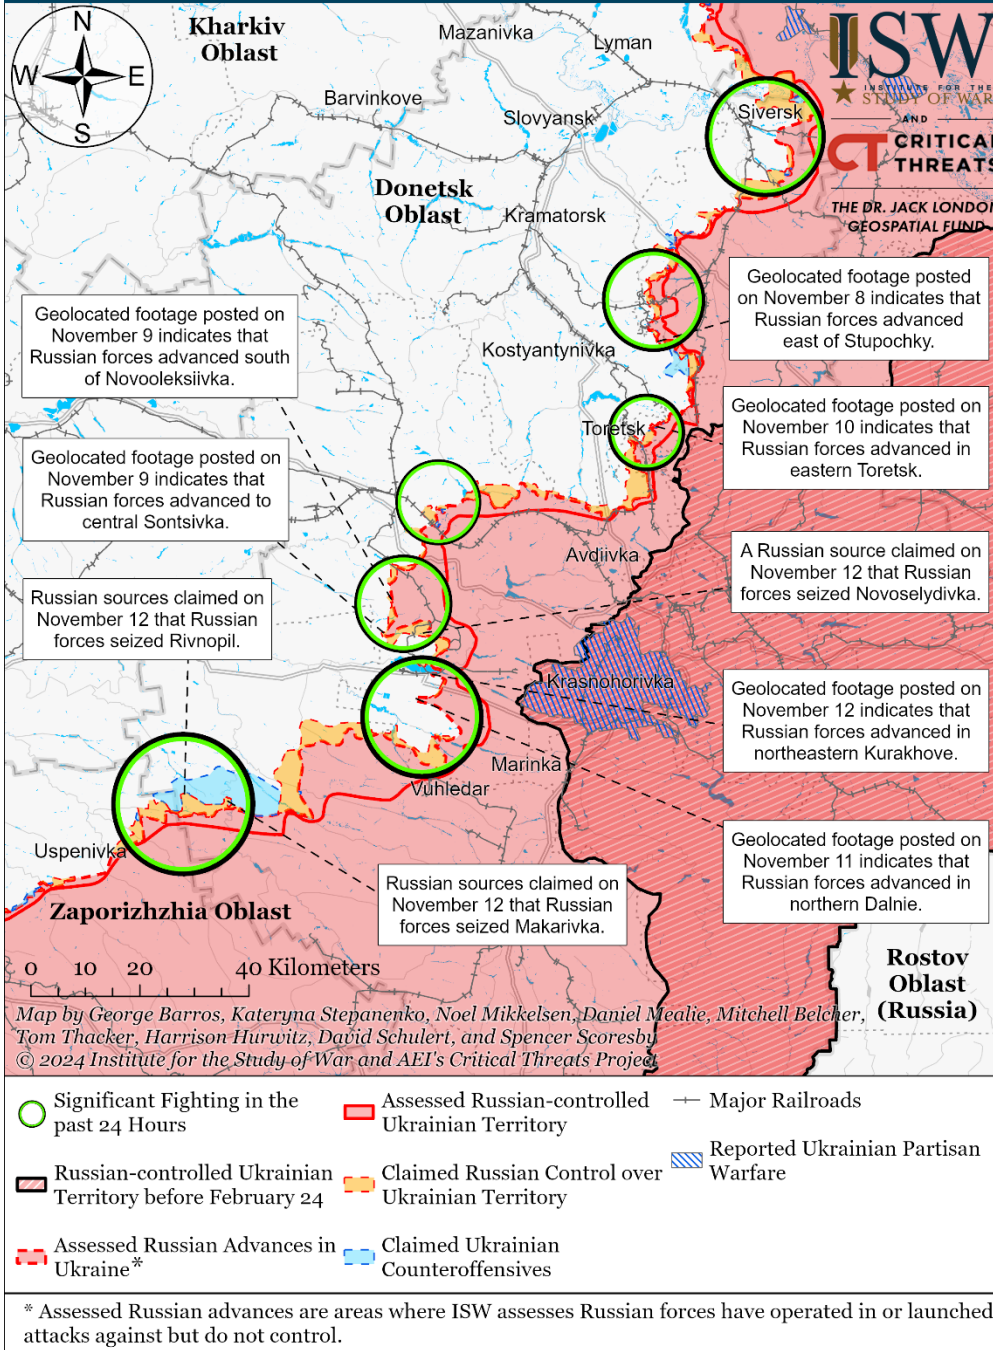 N
W
E
S
Kharkiv
Oblast
Mazanivka
Lyman
Barvinkove
Slovyansk
Siversk
ISW
INSTITUTE FOR THE
STUDY OF WAR
AND
CT CRITICAL
THREATS
THE DR. JACK LONDON
GEOSPATIAL FUND
Donetsk
Oblast
Kramatorsk
Geolocated footage posted
on November 8 indicates that
Russian forces advanced
east of Stupochky.
Geolocated footage posted on
November 9 indicates that
Russian forces advanced south
of Novooleksiivka.
Kostyantynivka
Toretsk
Geolocated footage posted on
November 10 indicates that
Russian forces advanced in
eastern Toretsk.
Geolocated footage posted on
November 9 indicates that
Russian forces advanced to
central Sontsivka.
Avdiivka
A Russian source claimed on
November 12 that Russian
forces seized Novoselydivka.
Russian sources claimed on
November 12 that Russian
forces seized Rivnopil.
Krasnohorivka
Geolocated footage posted on
November 12 indicates that
Russian forces advanced in
northeastern Kurakhove.
Marinka
Vuhledar
Uspenivka
Geolocated footage posted on
November 11 indicates that
Russian forces advanced in
northern Dalnie.
Russian sources claimed on
November 12 that Russian
forces seized Makarivka.
Zaporizhzhia Oblast
Rostov
Oblast
(Russia)
0 10 20 40 Kilometers
Map by George Barros, Kateryna Stepanenko, Noel Mikkelsen, Daniel Mealie, Mitchell Belcher,
Tom Thacker, Harrison Hurwitz, David Schulert, and Spencer Scoresby
© 2024 Institute for the Study of War and AEI's Critical Threats Project
Significant Fighting in the
past 24 Hours
Russian-controlled Ukrainian
Territory before February 24
Assessed Russian Advances in
Ukraine*
Assessed Russian-controlled
Ukrainian Territory
Claimed Russian Control over
Ukrainian Territory
Claimed Ukrainian
Counteroffensives
Major Railroads
Reported Ukrainian Partisan
Warfare
* Assessed Russian advances are areas where ISW assesses Russian forces have operated in or launched
attacks against but do not control.